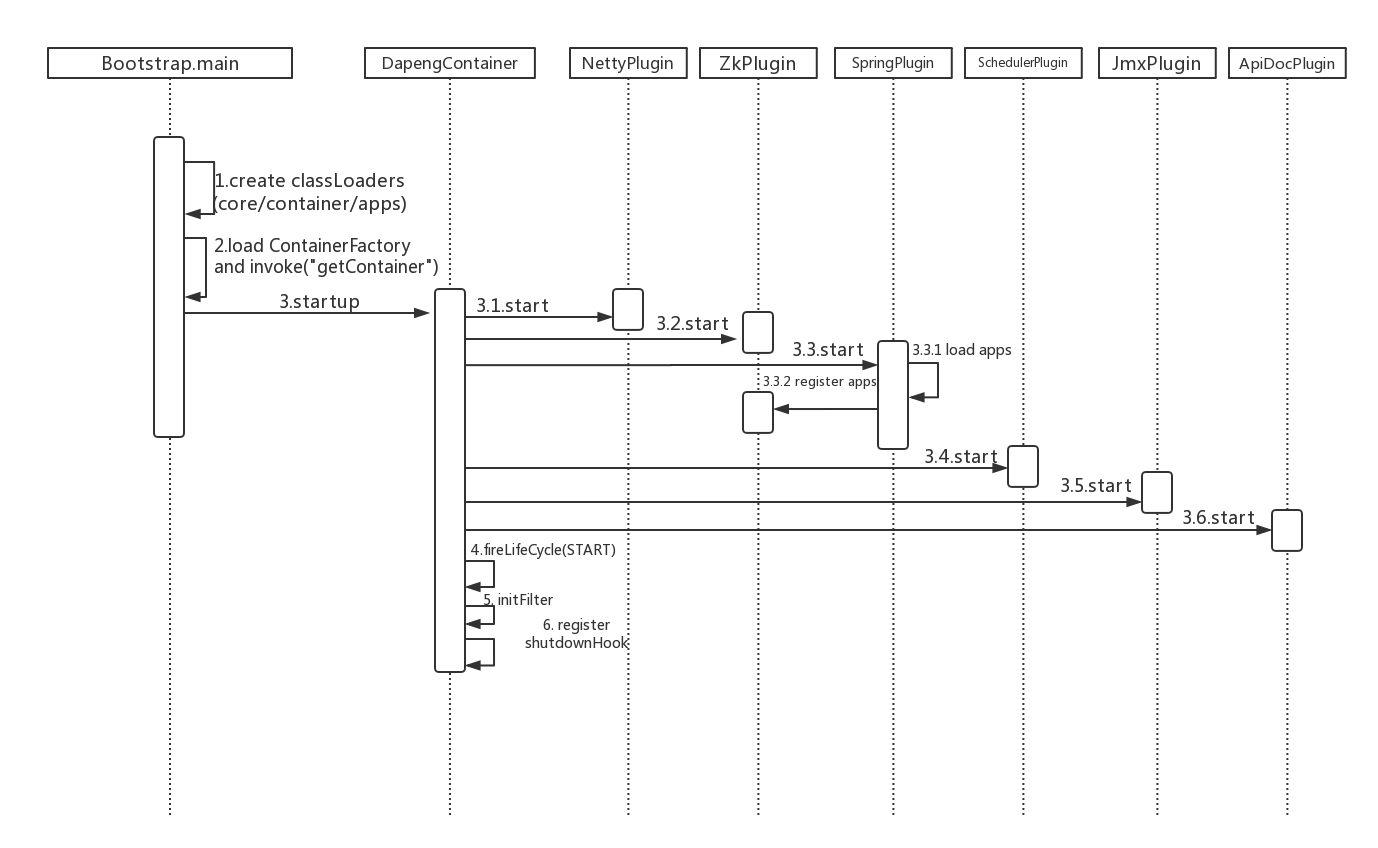 Bootstrap.main
DapengContainer
NettyPlugin
ZkPlugin
SpringPlugin
SchedulerPlugin
JmxPlugin
ApiDocPlugin
1.create classLoaders
(core/container/apps)
2.load ContainerFactory
and invoke("getContainer")
3.startup
3.1.start
3.2.start
3.3.start
3.3.1 load apps
3.3.2 register apps
3.4.start
3.5.start
3.6.start
4.fireLifeCycle(START)
5. initFilter
6. register
shutdownHook